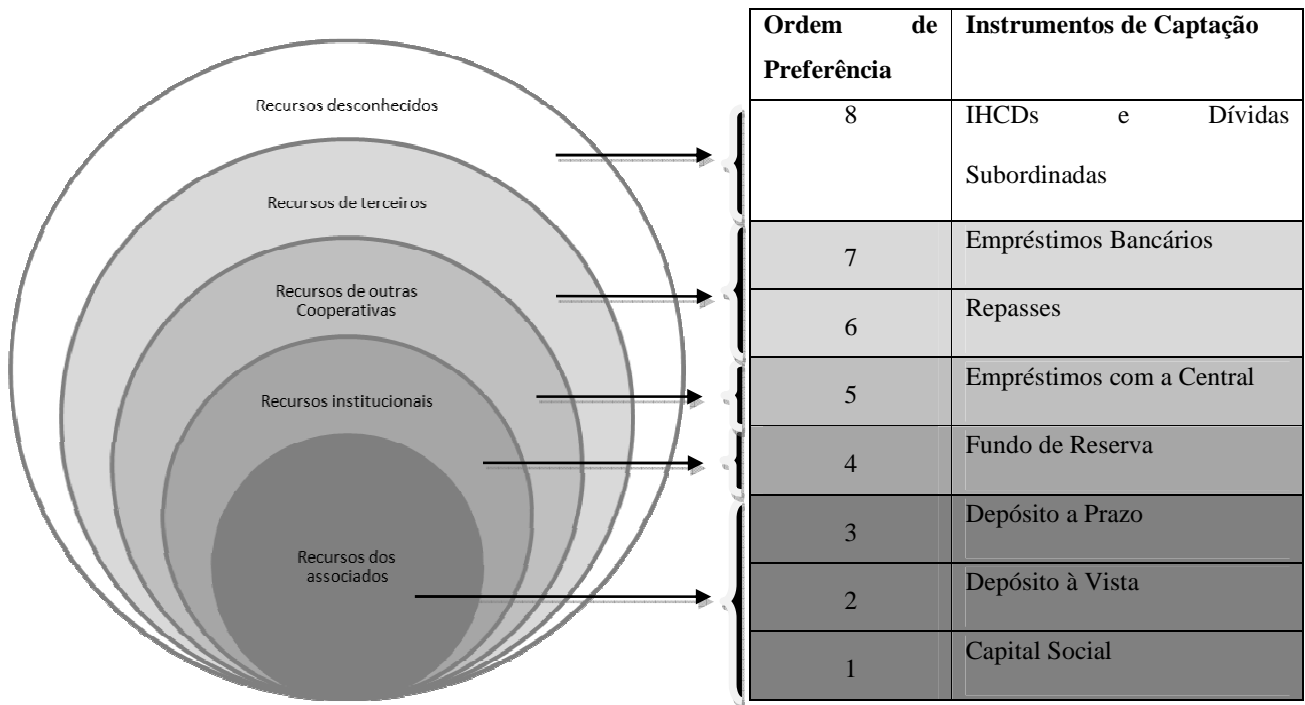 Recursos desconhecidos
Recursos de terceiros
Recursos de outras
Cooperativas
Recursos institucionais
Recursos dos
associados
Ordem de Preferência
Instrumentos de Captação
8
IHCDs e Dívidas
Subordinadas
7
Empréstimos Bancários
6
Repasses
5
Empréstimos com a Central
4
Fundo de Reserva
3
Depósito a Prazo
2
Depósito à Vista
1
Capital Social